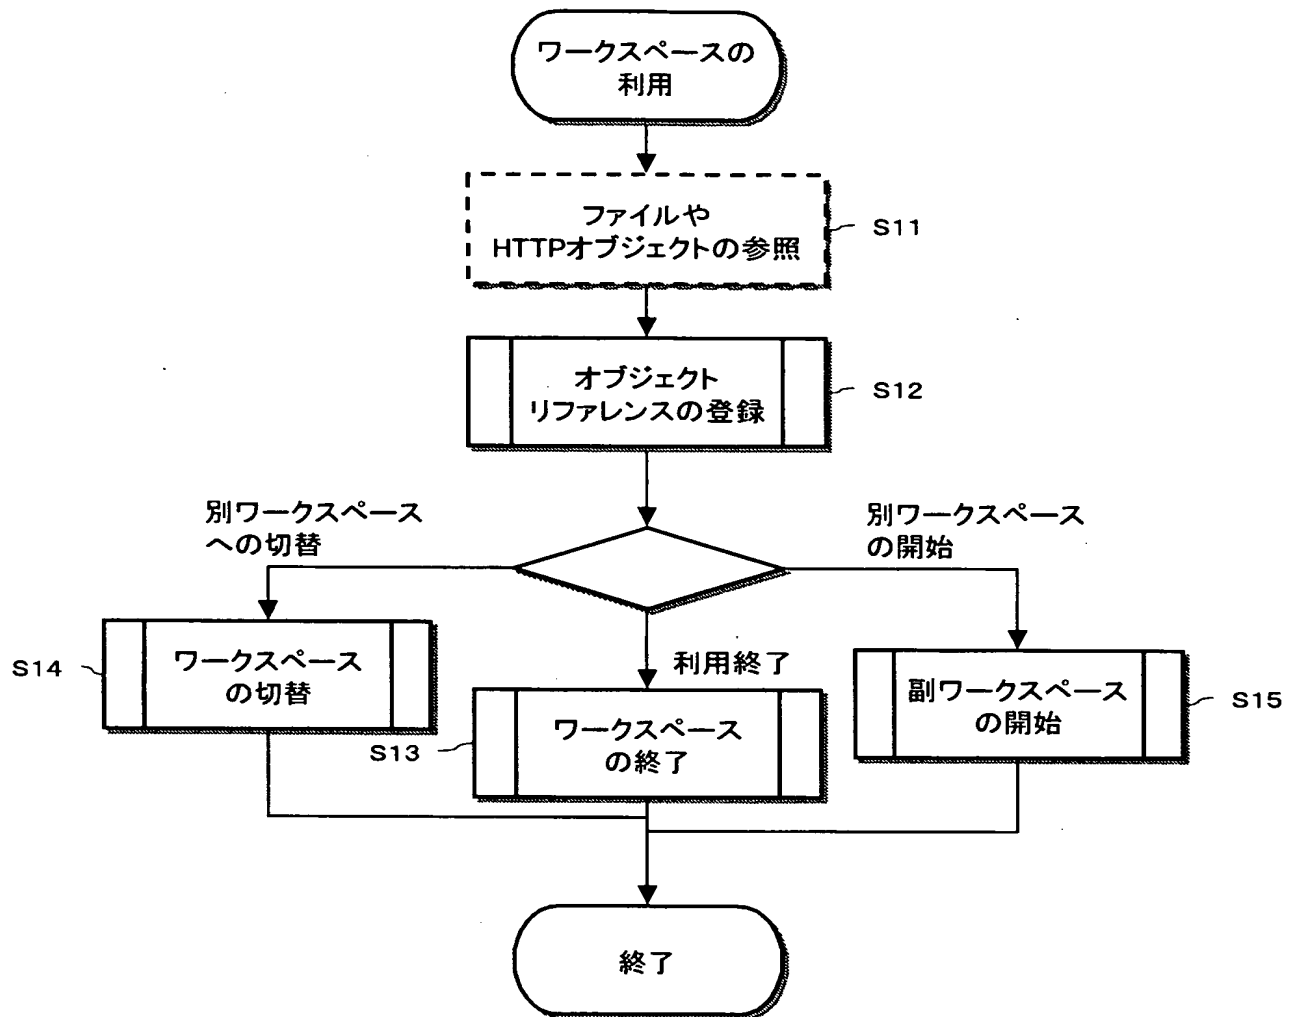 ワークスペースの
利用
ファイルや
HTTPオブジェクトの参照
S11
オブジェクト
リファレンスの登録
S12
別ワークスペース
への切替
別ワークスペース
の開始
S14
ワークスペース
の切替
利用終了
S13
ワークスペース
の終了
副ワークスペース
の開始
S15
終了